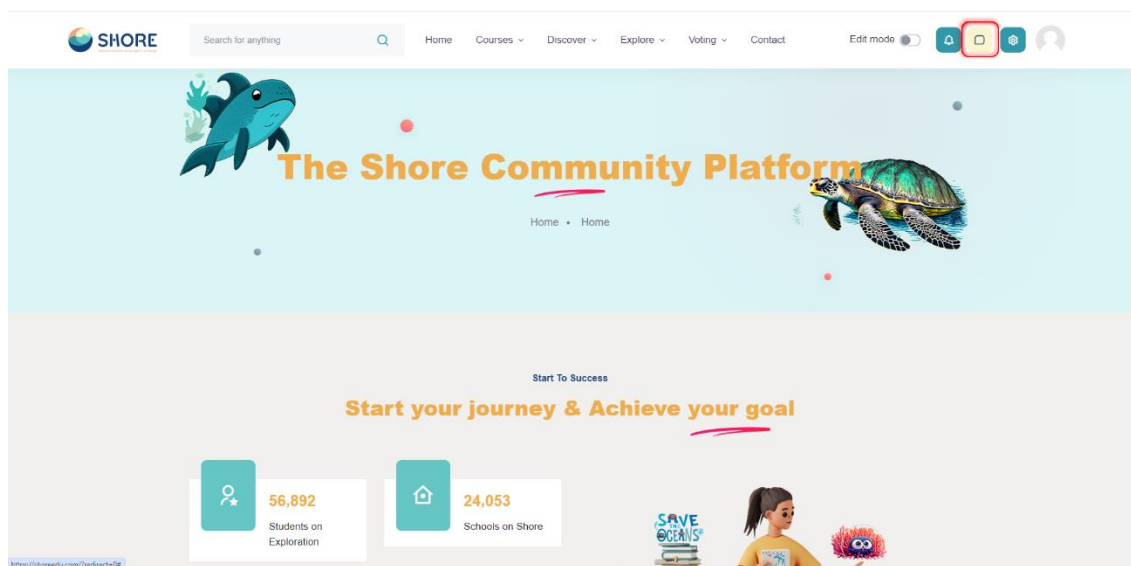 SHORE
Search for anything
Home Courses Discover Explore Voting Contact
Edit mode
The Shore Community Platform
Home • Home
Start To Success
Start your journey & Achieve your goal
56,892
Students on
Exploration
24,053
Schools on Shore
SAVE
THE
OCEANS